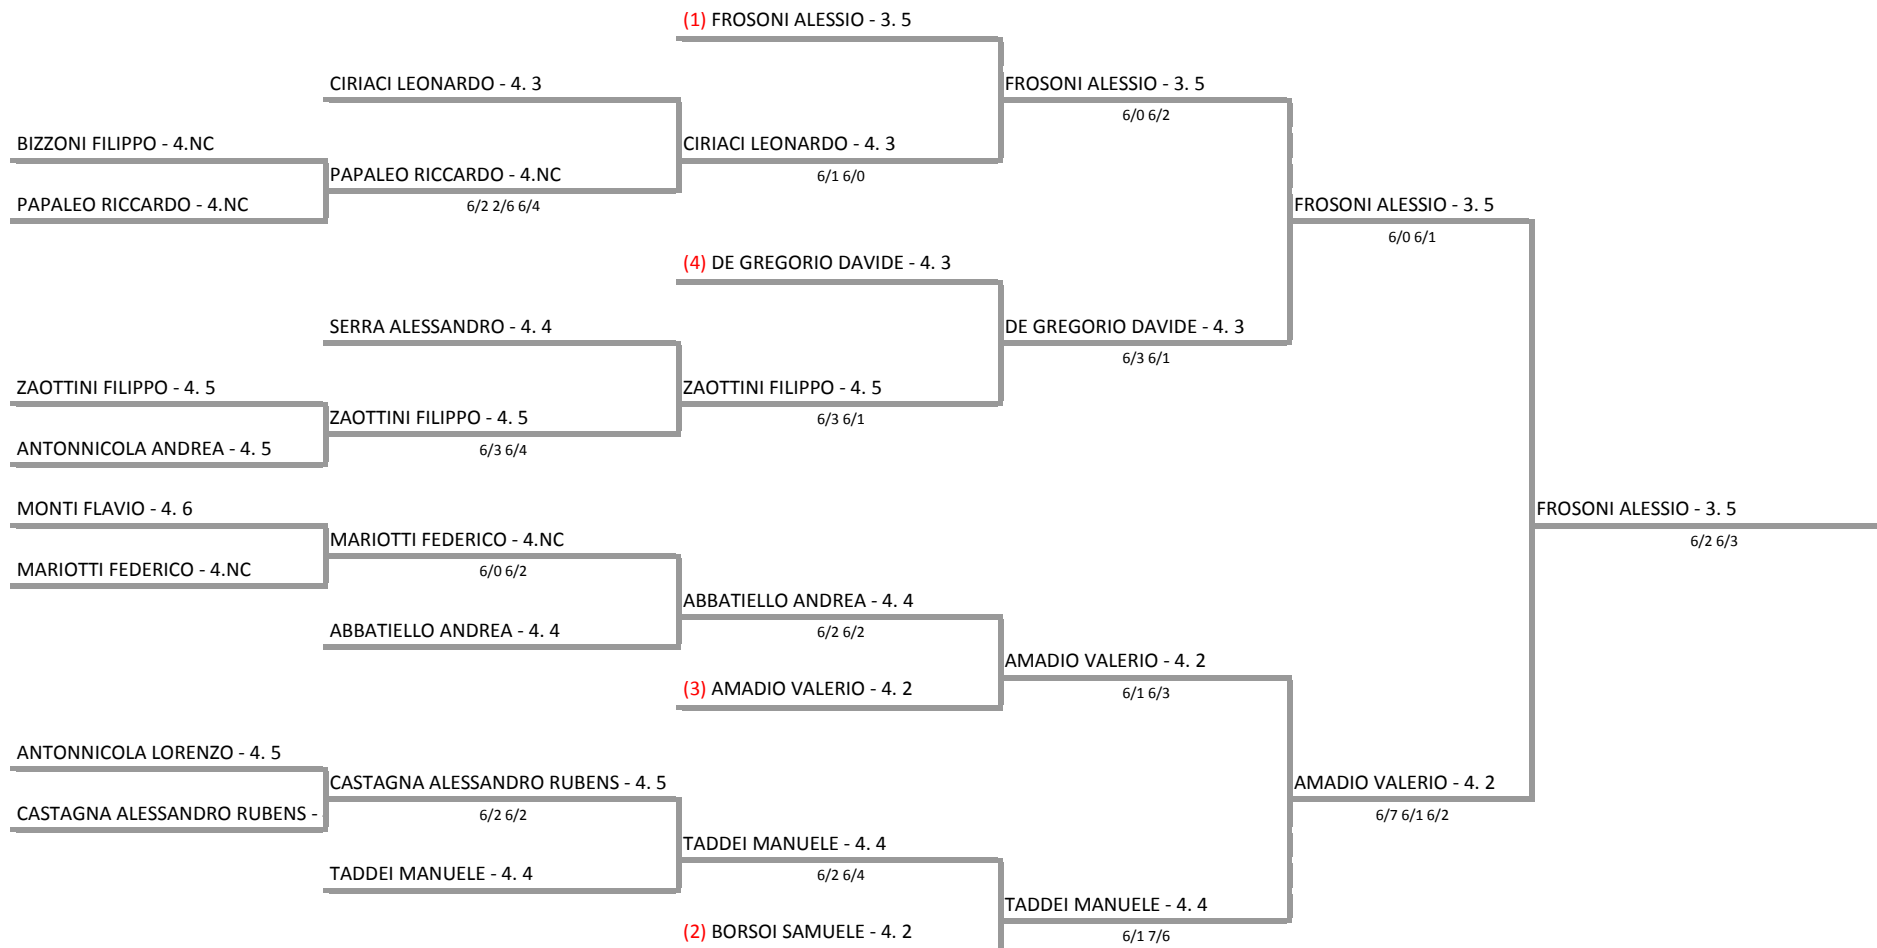 (1) FROSONI ALESSIO - 3. 5
CIRIACI LEONARDO - 4. 3
FROSONI ALESSIO - 3. 5
6/0 6/2
BIZZONI FILIPPO - 4.NC
CIRIACI LEONARDO - 4. 3
6/1 6/0
PAPALEO RICCARDO - 4.NC
6/2 2/6 6/4
PAPALEO RICCARDO - 4.NC
FROSONI ALESSIO - 3. 5
6/0 6/1
(4) DE GREGORIO DAVIDE - 4. 3
SERRA ALESSANDRO - 4. 4
DE GREGORIO DAVIDE - 4. 3
6/3 6/1
ZAOTTINI FILIPPO - 4. 5
ZAOTTINI FILIPPO - 4. 5
6/3 6/1
ZAOTTINI FILIPPO - 4. 5
6/3 6/4
ANTONNICOLA ANDREA - 4. 5
MONTI FLAVIO - 4. 6
FROSONI ALESSIO - 3. 5
6/2 6/3
MARIOTTI FEDERICO - 4.NC
6/0 6/2
MARIOTTI FEDERICO - 4.NC
ABBATIELLO ANDREA - 4. 4
6/2 6/2
ABBATIELLO ANDREA - 4. 4
AMADIO VALERIO - 4. 2
6/1 6/3
(3) AMADIO VALERIO - 4. 2
ANTONNICOLA LORENZO - 4. 5
CASTAGNA ALESSANDRO RUBENS - 4. 5
6/2 6/2
AMADIO VALERIO - 4. 2
6/7 6/1 6/2
CASTAGNA ALESSANDRO RUBENS -
TADDEI MANUELE - 4. 4
6/2 6/4
TADDEI MANUELE - 4. 4
TADDEI MANUELE - 4. 4
6/1 7/6
(2) BORSOI SAMUELE - 4. 2